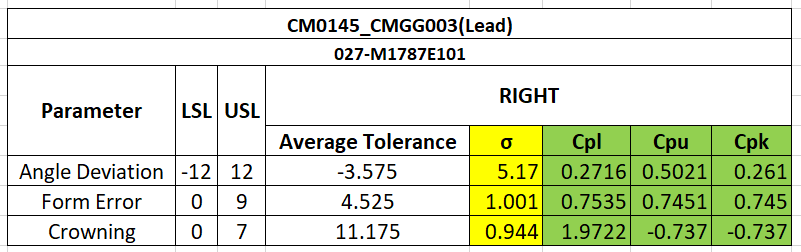 CM0145_CMGG003(Lead)
027-M1787E101
Parameter LSL USL RIGHT
Average Tolerance σ Cpl Cpu Cpk
Angle Deviation -12 12 -3.575 5.17 0.2716 0.5021 0.261
Form Error 0 9 4.525 1.001 0.7535 0.7451 0.745
Crowning 0 7 11.175 0.944 1.9722 -0.737 -0.737